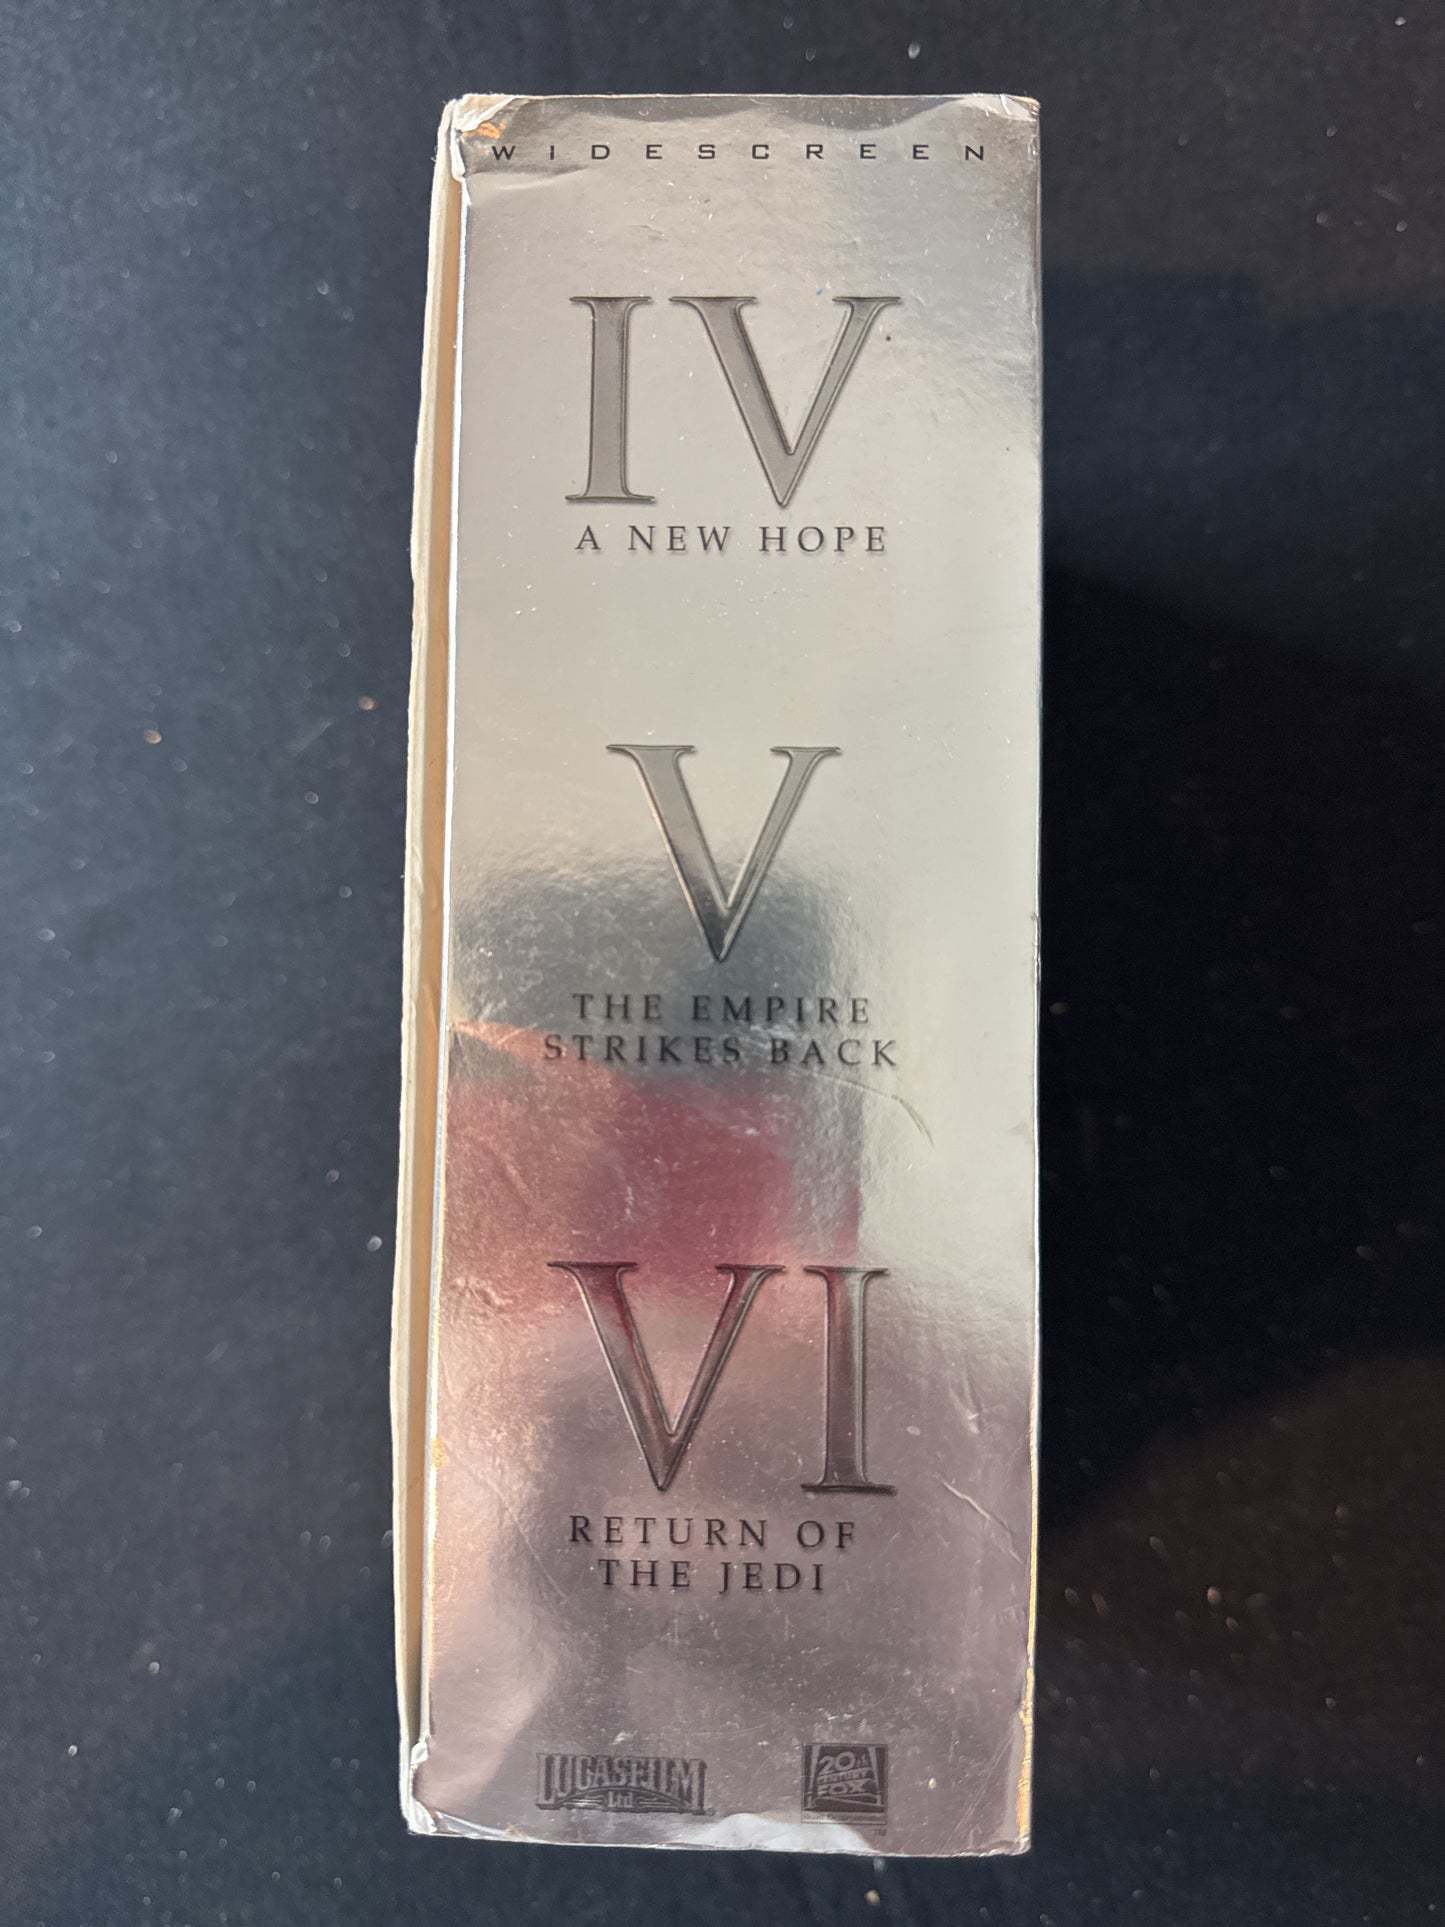 WIDESCREEN
IV
A NEW HOPE
V
THE EMPIRE
STRIKES BACK
VI
RETURN OF
THE JEDI
LUCASFILM
Ltd.
20th
CENTURY
FOX